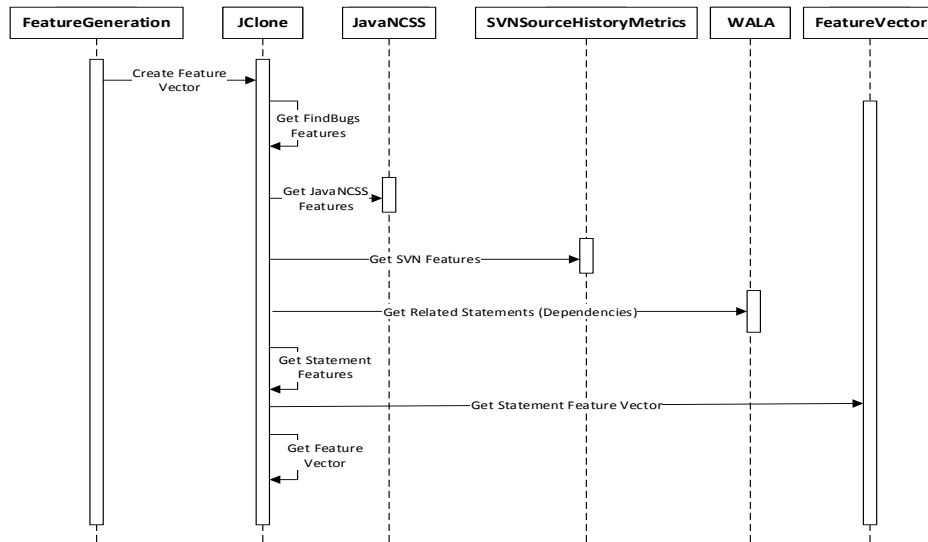 FeatureGeneration JClone JavaNCSS SVNSourceHistoryMetrics WALA FeatureVector
Create Feature
Vector
Get FindBugs
Features
Get JavaNCSS
Features
Get SVN Features
Get Related Statements (Dependencies)
Get Statement
Features
Get Statement Feature Vector
Get Feature
Vector